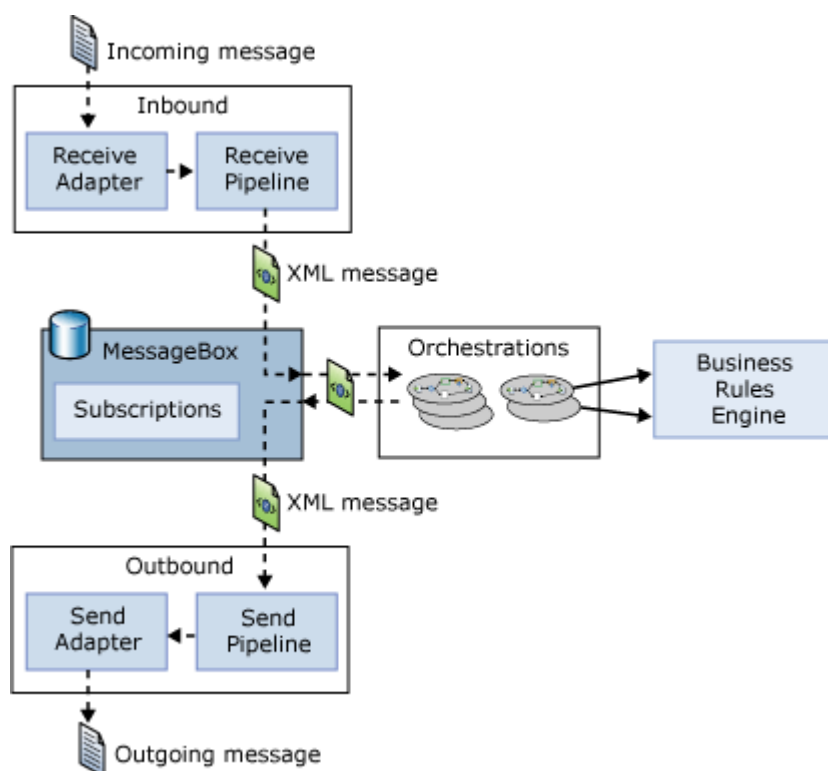 Incoming message
Inbound
Receive
Adapter
Receive
Pipeline
XML message
MessageBox
Subscriptions
Orchestrations
Business
Rules
Engine
XML message
Outbound
Send
Adapter
Send
Pipeline
Outgoing message